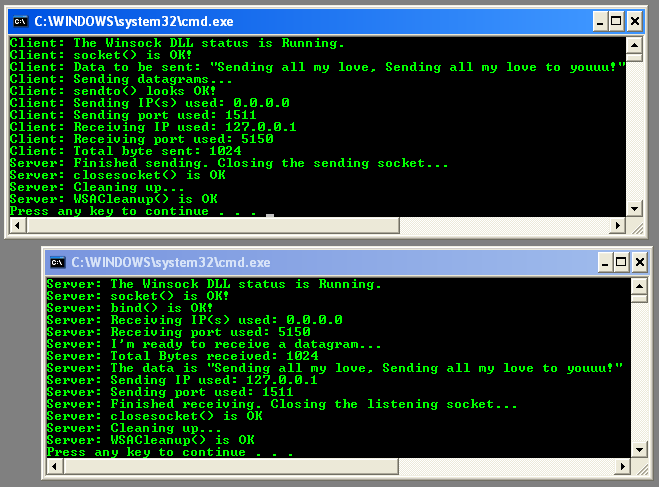 C:\WINDOWS\system32\cmd.exe
Client: The Winsock DLL status is Running.
Client: socket() is OK!
Client: Data to be sent: "Sending all my love, Sending all my love to youuu!"
Client: Sending datagrams...
Client: sendto() looks OK!
Client: Sending IP(s) used: 0.0.0.0
Client: Sending port used: 1511
Client: Receiving IP used: 127.0.0.1
Client: Receiving port used: 5150
Client: Total byte sent: 1024
Server: Finished sending. Closing the sending socket...
Server: closesocket() is OK
Server: Cleaning up...
Server: WSACleanup() is OK
Press any key to continue . . .
C:\WINDOWS\system32\cmd.exe
Server: The Winsock DLL status is Running.
Server: socket() is OK!
Server: bind() is OK!
Server: Receiving IP(s) used: 0.0.0.0
Server: Receiving port used: 5150
Server: I'm ready to receive a datagram...
Server: Total Bytes received: 1024
Server: The data is "Sending all my love, Sending all my love to youuu!"
Server: Sending IP used: 127.0.0.1
Server: Sending port used: 1511
Server: Finished receiving. Closing the listening socket...
Server: closesocket() is OK
Server: Cleaning up...
Server: WSACleanup() is OK
Press any key to continue . . .